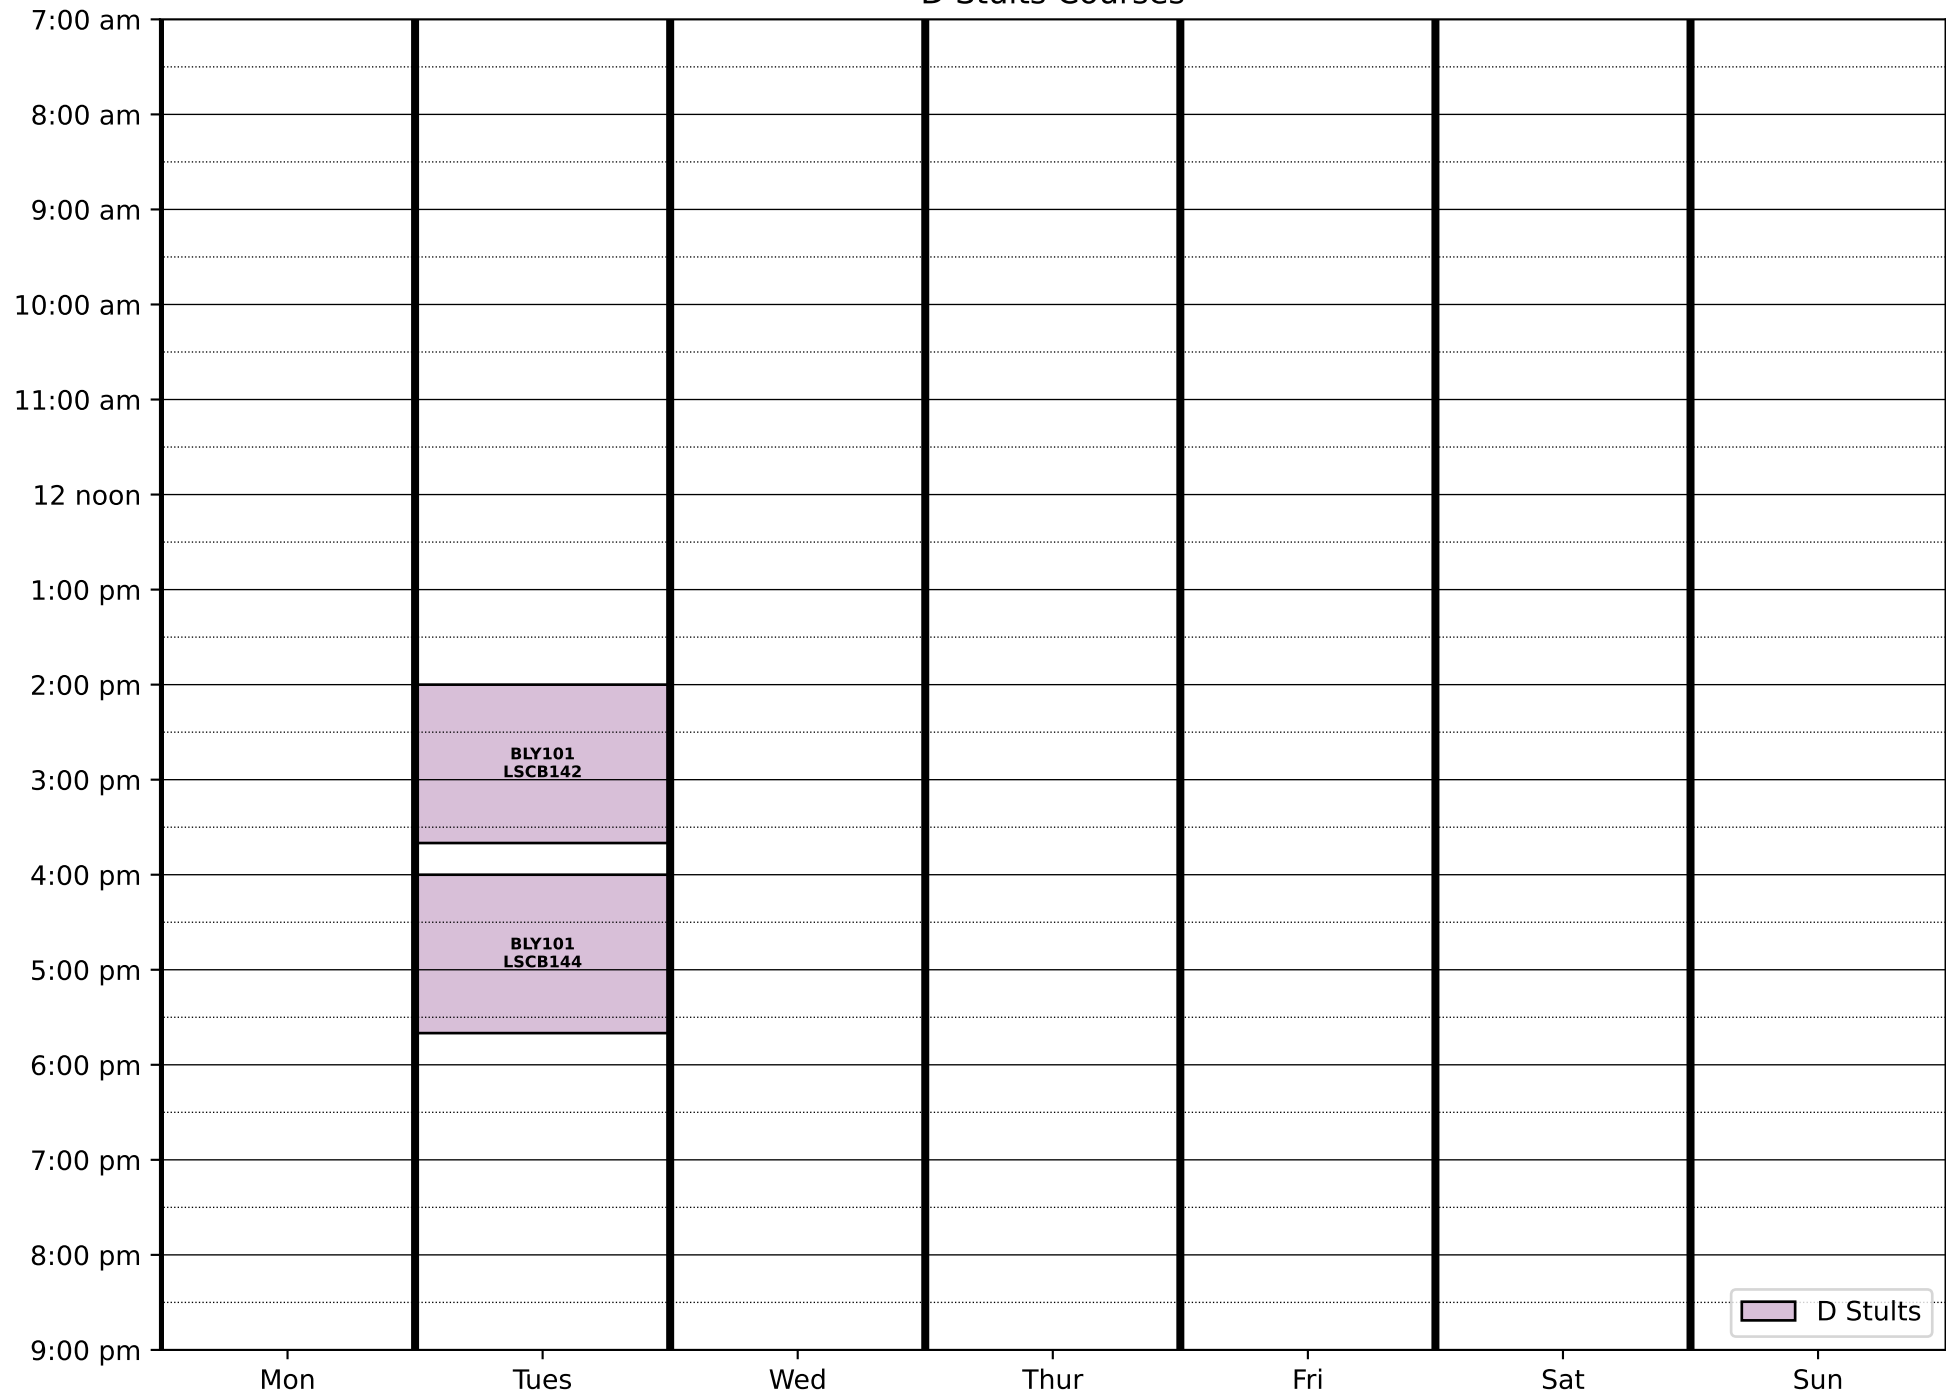 D Stults Courses
7:00 am
8:00 am
9:00 am
10:00 am
11:00 am
12 noon
1:00 pm
2:00 pm
BLY101
LSCB142
3:00 pm
4:00 pm
BLY101
LSCB144
5:00 pm
6:00 pm
7:00 pm
8:00 pm
D Stults
9:00 pm
Mon Tues Wed Thur Fri Sat Sun